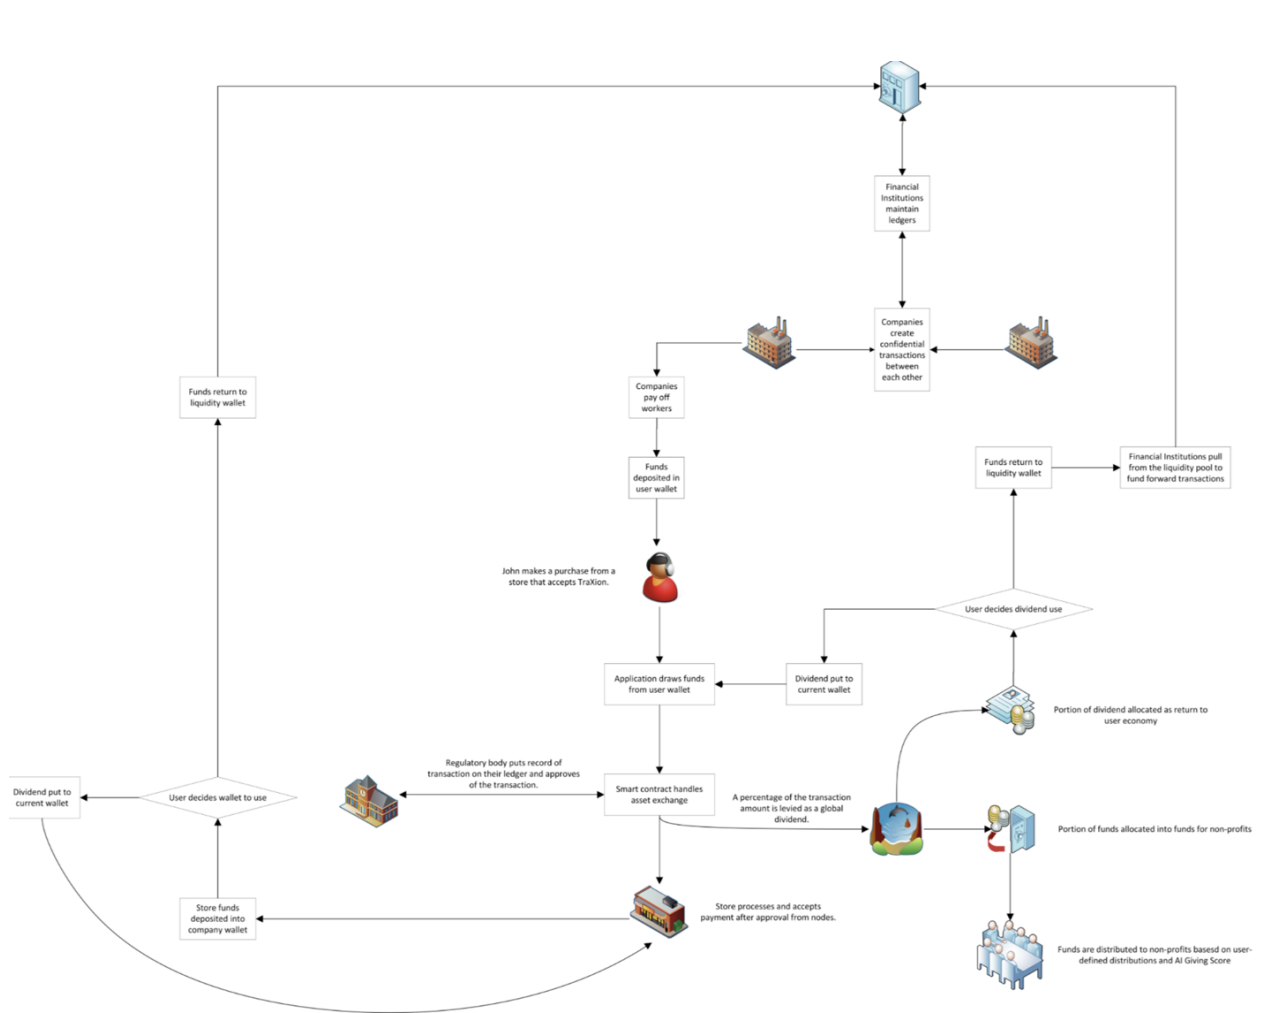 Financial
Institutions
maintain
ledgers
Companies
create
confidential
transactions
between
each other
Companies
pay off
workers
Funds return to
liquidity wallet
Funds
deposited in
user wallet
Funds return to
liquidity wallet
Financial Institutions pull
from the liquidity pool to
fund forward transactions
John makes a purchase from a
store that accepts TraXion.
User decides dividend use
Application draws funds
from user wallet
Dividend put to
current wallet
Portion of dividend allocated as return to
user economy
Regulatory body puts record of
transaction on their ledger and approves
of the transaction.
Smart contract handles
asset exchange
A percentage of the transaction
amount is levied as a global
dividend.
Dividend put to
current wallet
User decides wallet to use
Portion of funds allocated into funds for non-profits
Store funds
deposited into
company wallet
Store processes and accepts
payment after approval from nodes.
Funds are distributed to non-profits basesd on user-
defined distributions and AI Giving Score